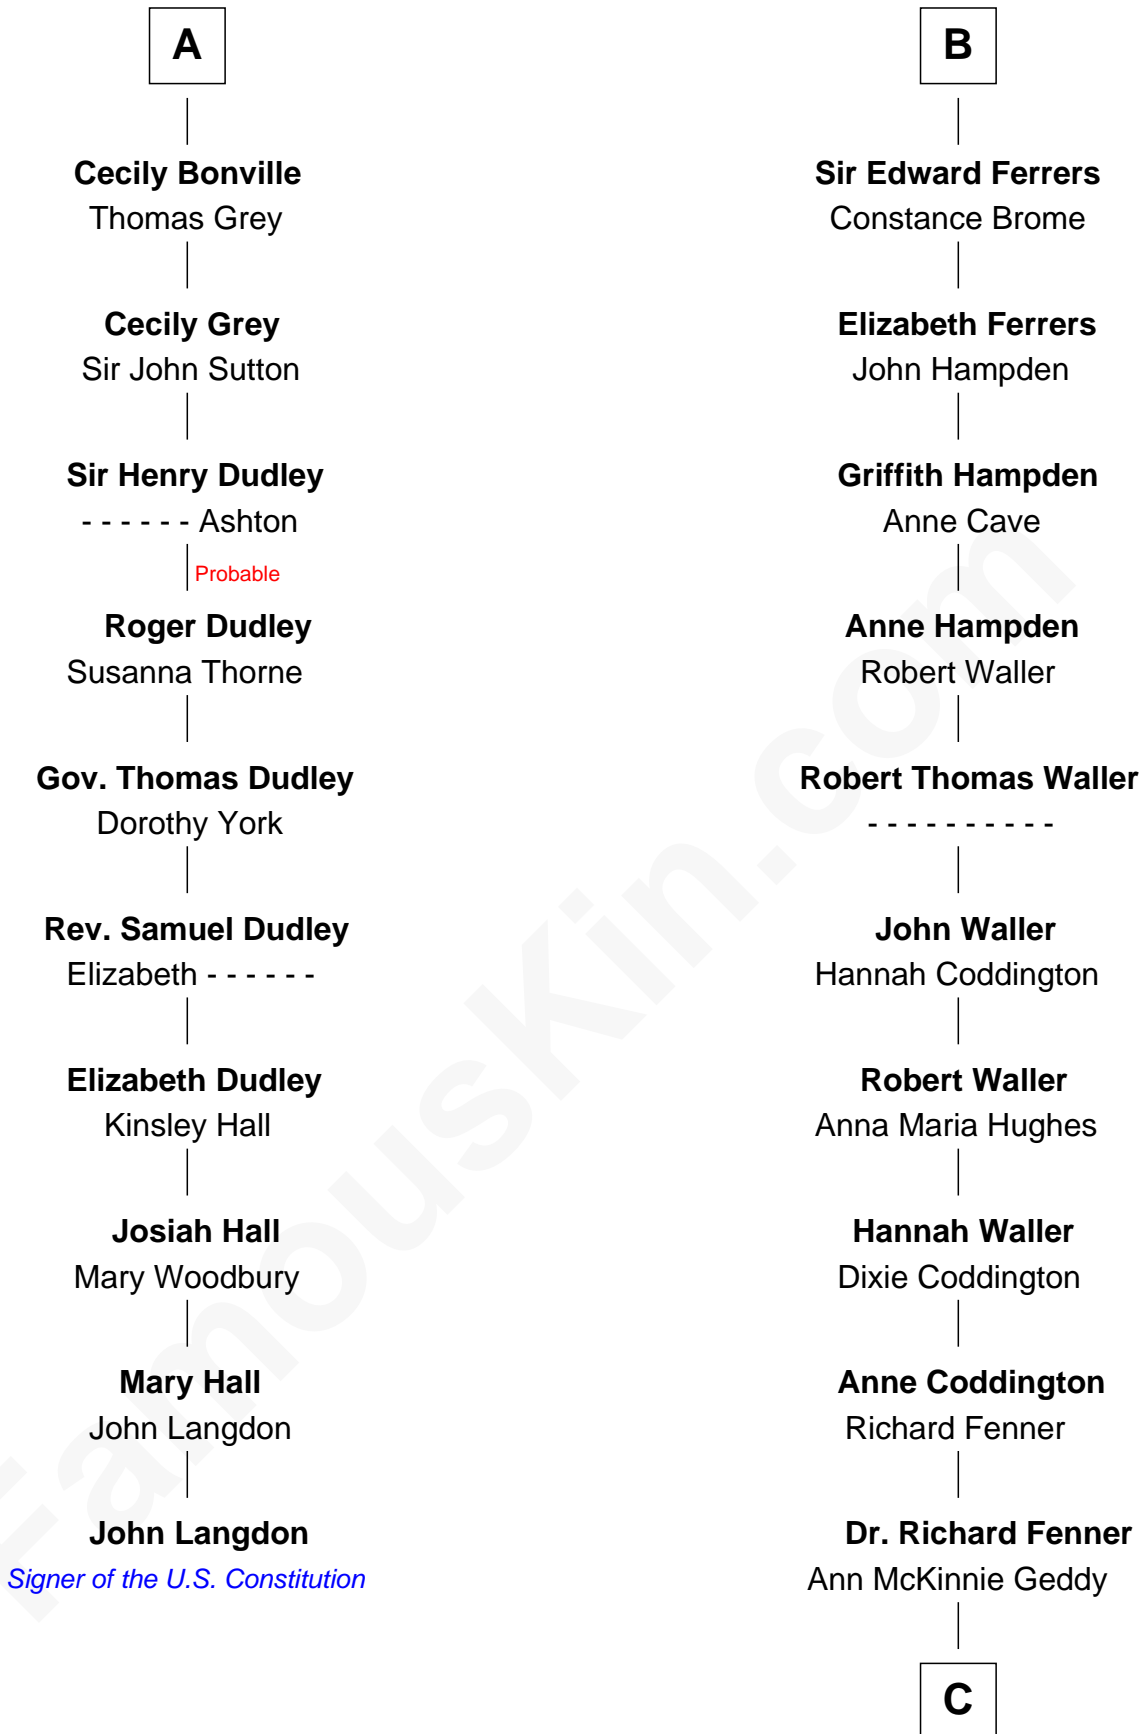 A
Cecily Bonville
Thomas Grey
Cecily Grey
Sir John Sutton
Sir Henry Dudley
- - - - - - Ashton
Probable
Roger Dudley
Susanna Thorne
Gov. Thomas Dudley
Dorothy York
Rev. Samuel Dudley
Elizabeth - - - - - -
Elizabeth Dudley
Kinsley Hall
Josiah Hall
Mary Woodbury
Mary Hall
John Langdon
John Langdon
Signer of the U.S. Constitution
B
Sir Edward Ferrers
Constance Brome
Elizabeth Ferrers
John Hampden
Griffith Hampden
Anne Cave
Anne Hampden
Robert Waller
Robert Thomas Waller
- - - - - - - - - -
John Waller
Hannah Coddington
Robert Waller
Anna Maria Hughes
Hannah Waller
Dixie Coddington
Anne Coddington
Richard Fenner
Dr. Richard Fenner
Ann McKinnie Geddy
C
FamousKin.com